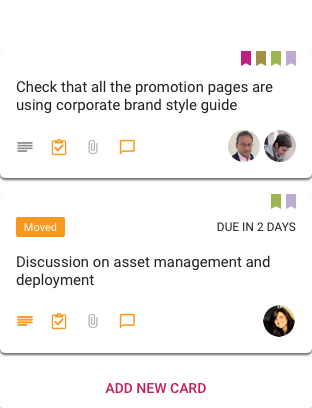 Check that all the promotion pages are
using corporate brand style guide
Moved
DUE IN 2 DAYS
Discussion on asset management and
deployment
ADD NEW CARD